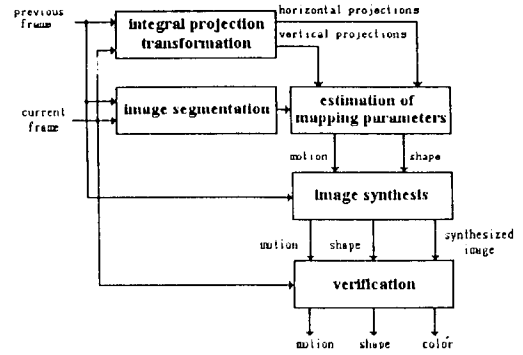 previous frame
integral projection
transformation
horizontal projections
vertical projections
current frame
image segmentation
estimation of
mapping parameters
motion
shape
image synthesis
motion
shape
synthesized
image
verification
motion
shape
color